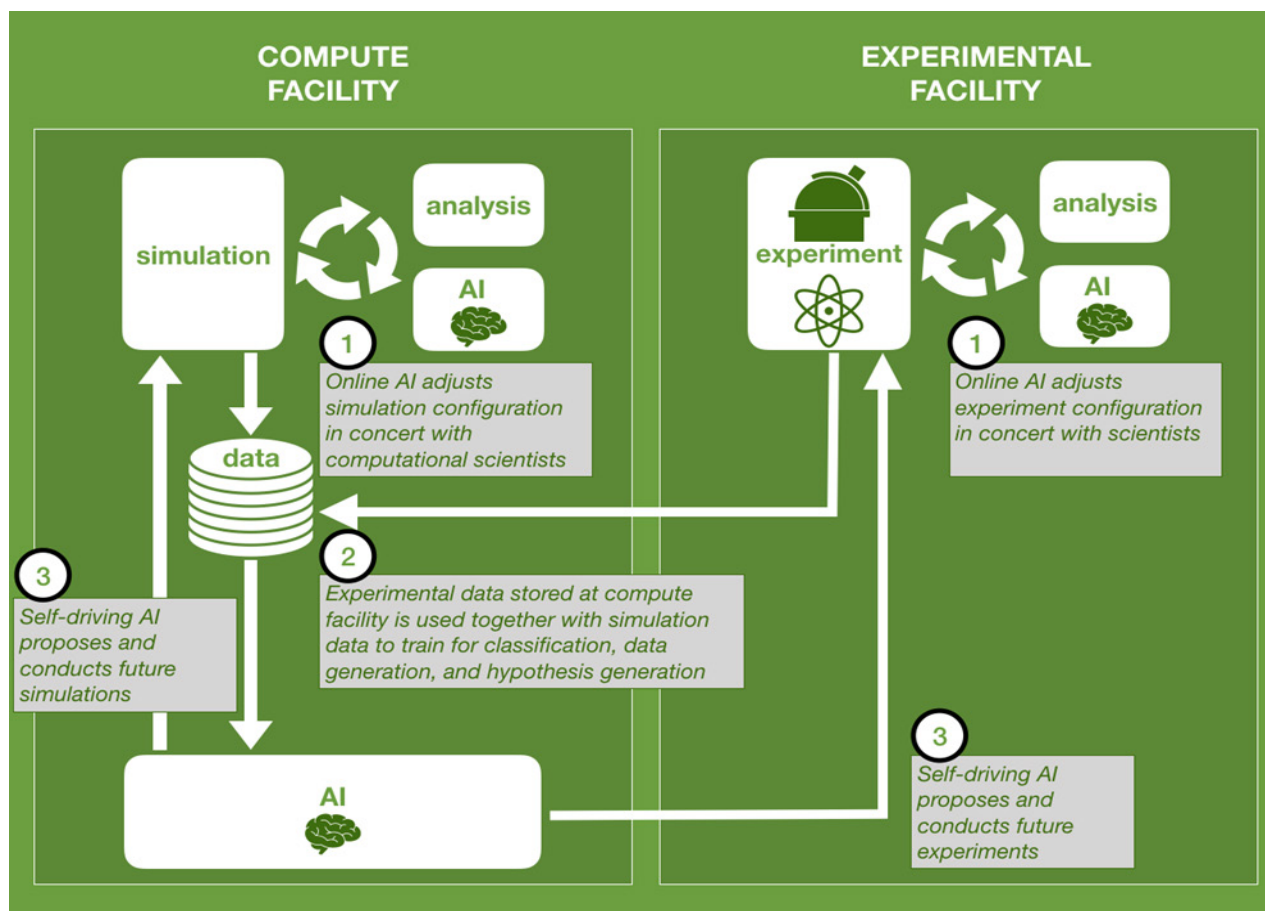 COMPUTE
FACILITY
EXPERIMENTAL
FACILITY
simulation
analysis
AI
1
Online AI adjusts
simulation configuration
in concert with
computational scientists
data
2
Experimental data stored at compute
facility is used together with simulation
data to train for classification, data
generation, and hypothesis generation
3
Self-driving AI
proposes and
conducts future
simulations
AI
experiment
analysis
AI
1
Online AI adjusts
experiment configuration
in concert with scientists
3
Self-driving AI
proposes and
conducts future
experiments